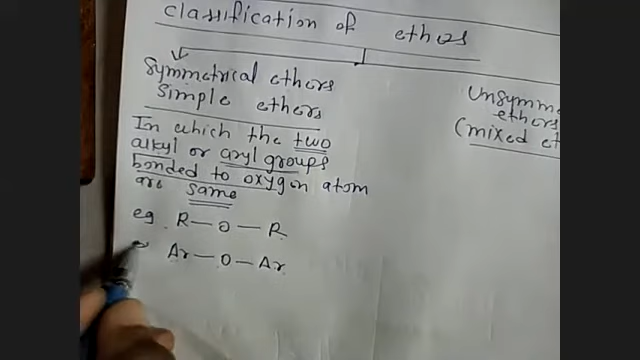 classification of ethers
Symmetrical ethers
Simple ethers
In which the two
alkyl or aryl groups
bonded to oxygen atom
are same
eg. R — O — R
Ar — O — Ar
Unsymme
ethers
(mixed et